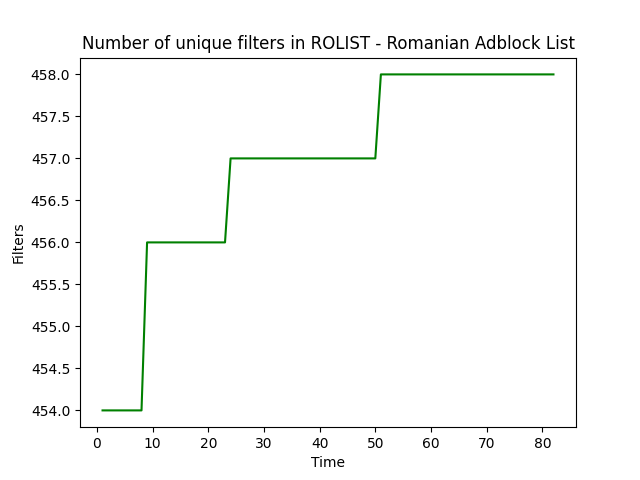 Number of unique filters in ROLIST - Romanian Adblock List
458.0
457.5
457.0
456.5
456.0
455.5
455.0
454.5
454.0
Filters
0 10 20 30 40 50 60 70 80
Time